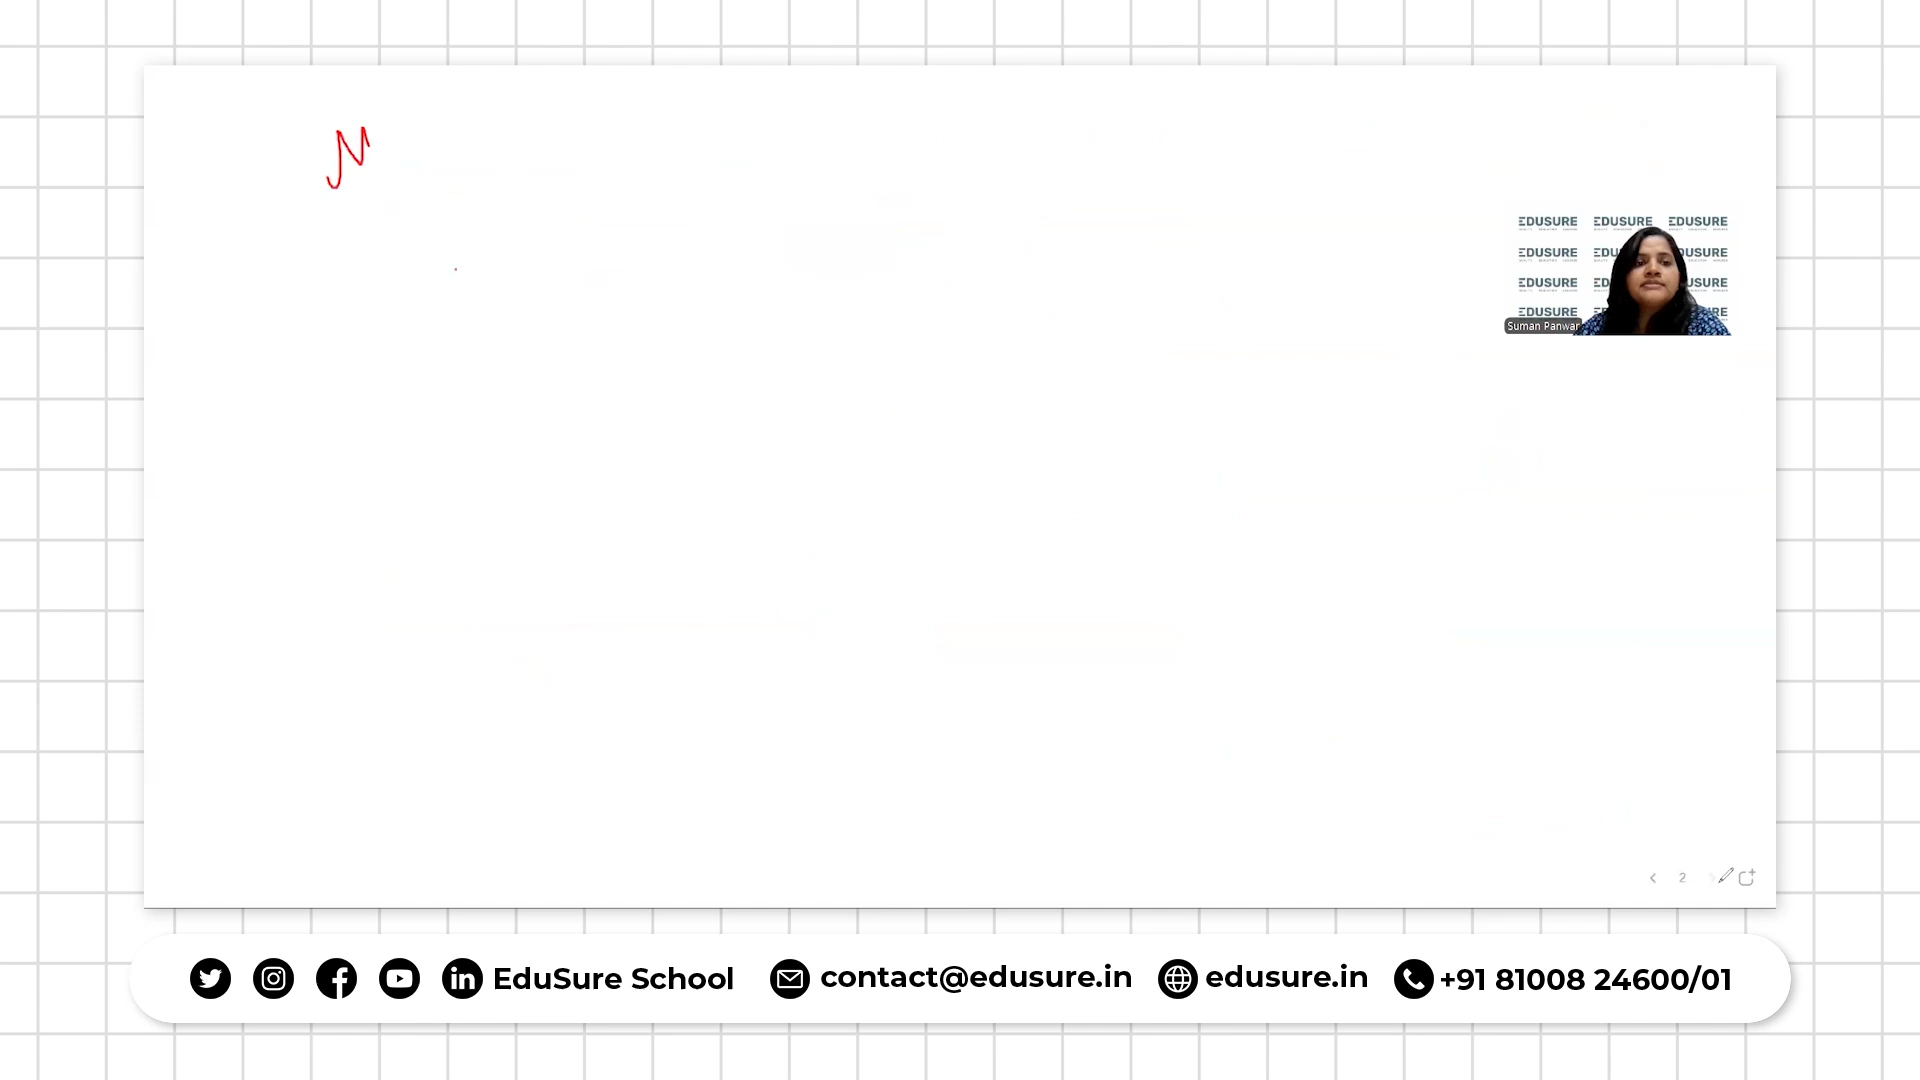 N
EDUSURE EDUSURE EDUSURE
EDUSURE EDUSURE
EDUSURE
EDUSURE
Suman Panwar
2
EduSure School contact@edusure.in edusure.in +91 81008 24600/01